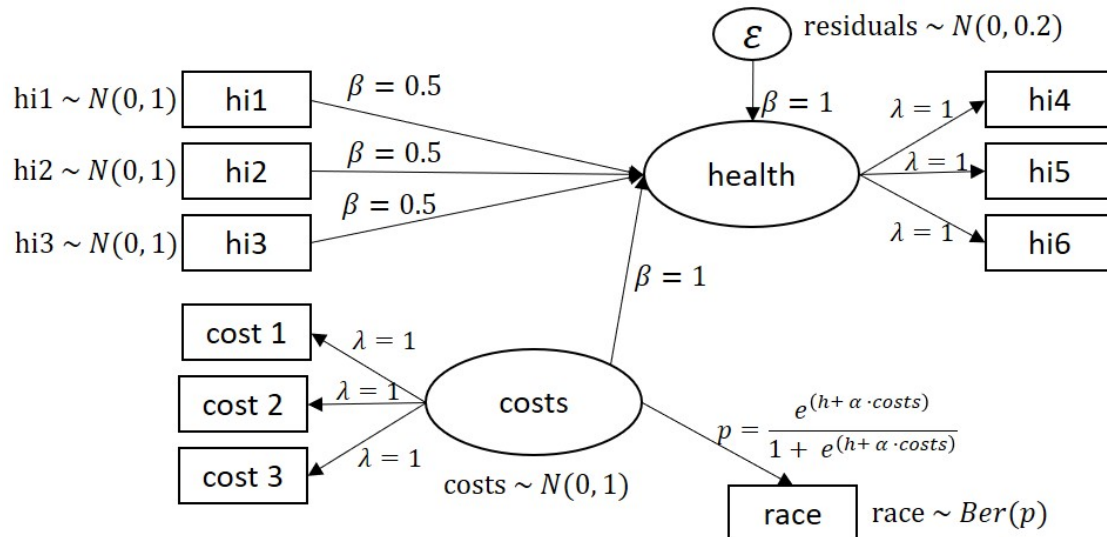 ε
residuals ~ N(0, 0.2)
hi1 ~ N(0, 1)
hi1
β = 0.5
β = 1
λ = 1
hi4
hi2 ~ N(0, 1)
hi2
β = 0.5
health
λ = 1
hi5
hi3 ~ N(0, 1)
hi3
β = 0.5
λ = 1
hi6
β = 1
cost 1
λ = 1
cost 2
λ = 1
costs
cost 3
λ = 1
costs ~ N(0, 1)
p = e^(h+ α ·costs) / 1 + e^(h+ α ·costs)
race
race ~ Ber(p)